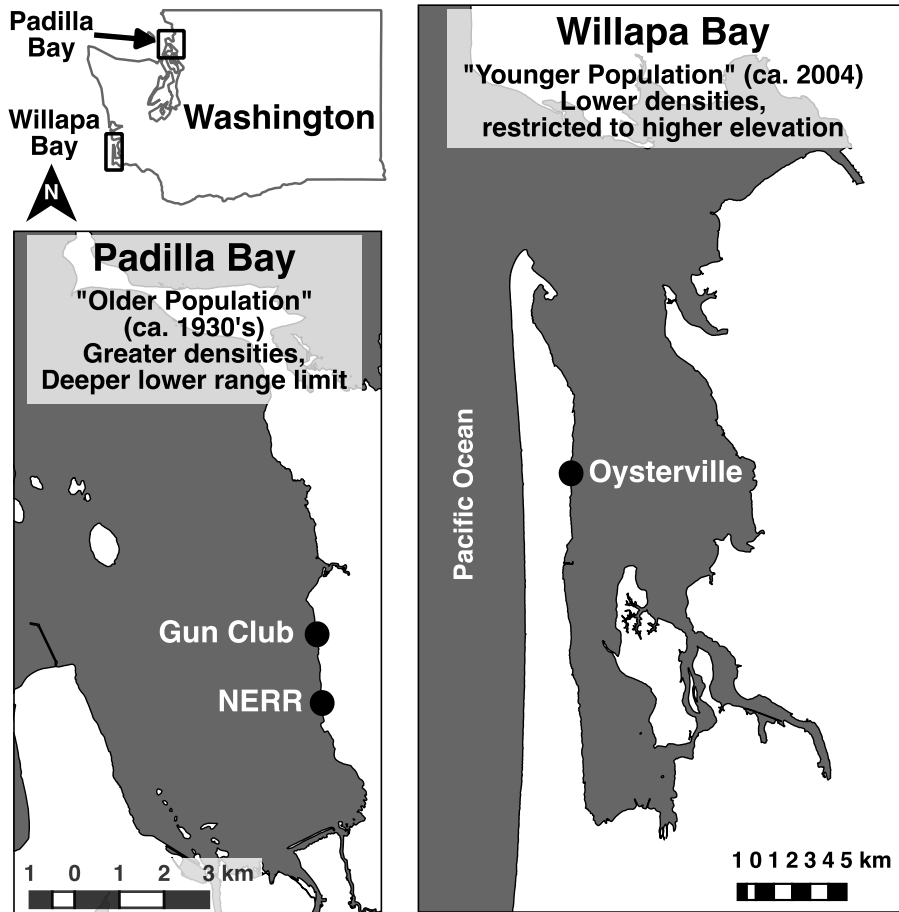 Padilla
Bay
Washington
Willapa
Bay
N
Padilla Bay
"Older Population"
(ca. 1930's)
Greater densities,
Deeper lower range limit
Gun Club
NERR
1 0 1 2 3 km
Willapa Bay
"Younger Population" (ca. 2004)
Lower densities,
restricted to higher elevation
Pacific Ocean
Oysterville
1 0 1 2 3 4 5 km